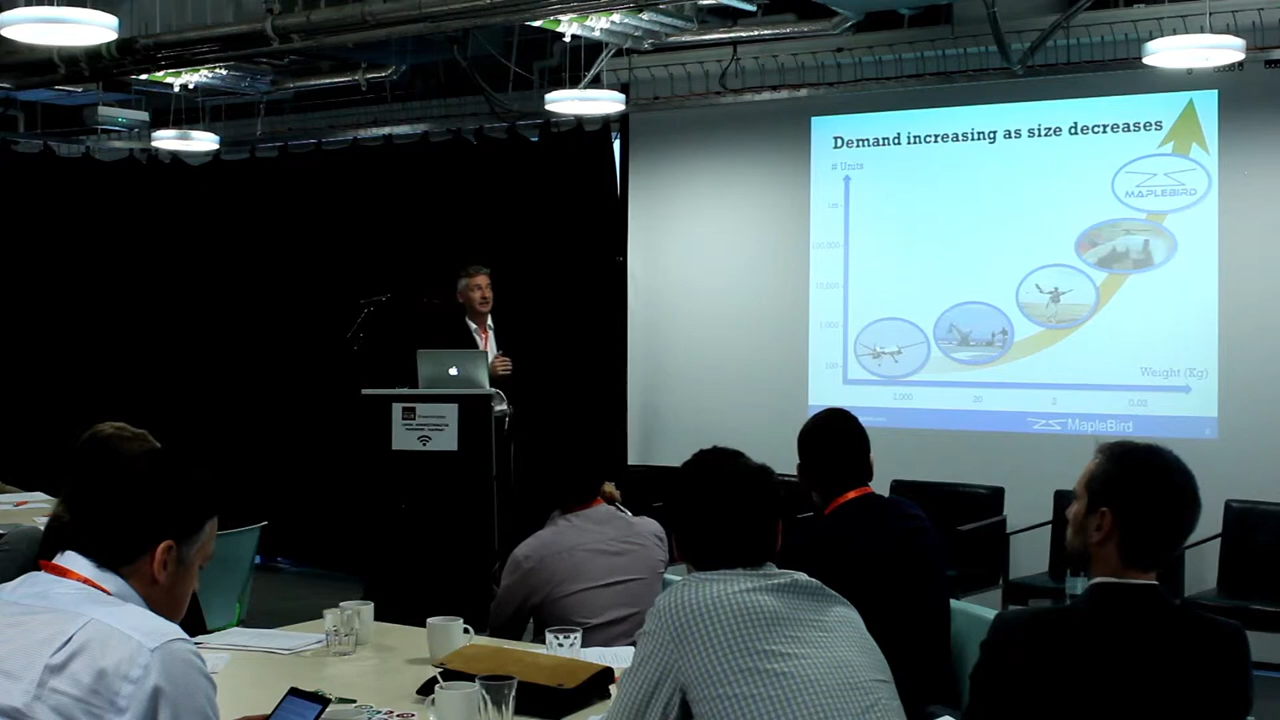 Demand increasing as size decreases
# Units
MAPLEBIRD
100,000
10,000
1,000
100
Weight (Kg)
2,000
20
2
0.02
MapleBird